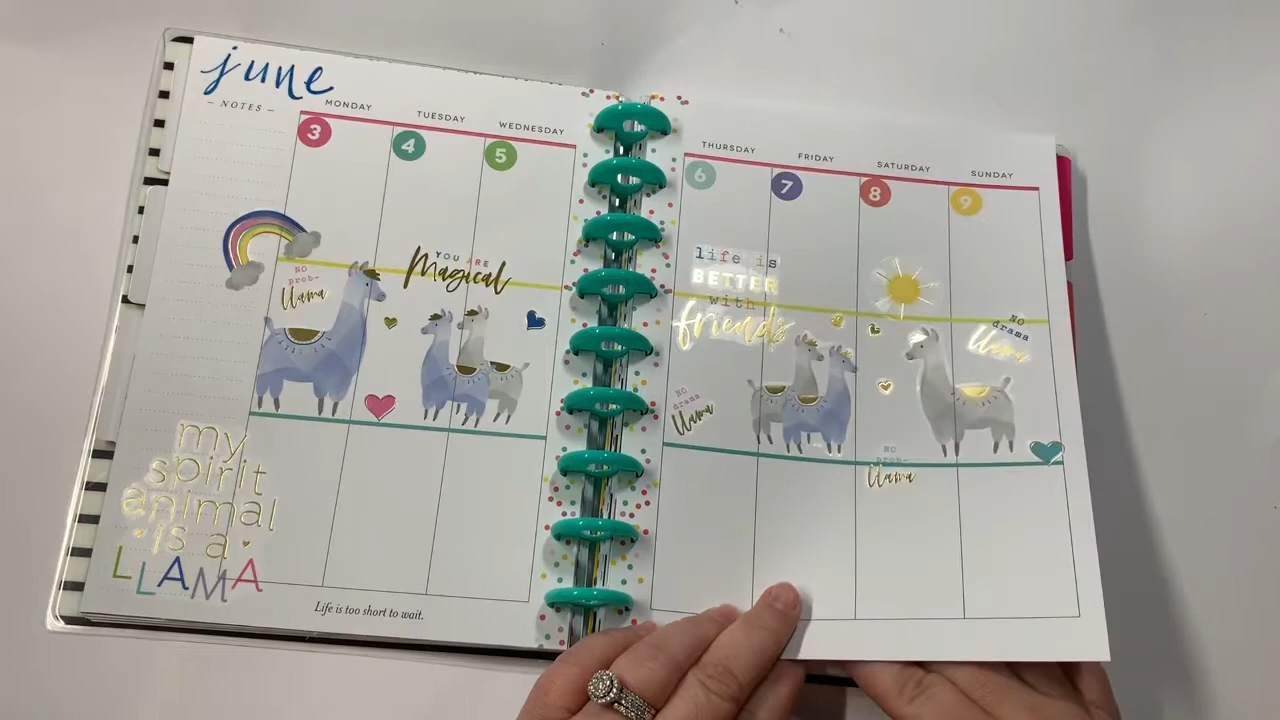 june
NOTES
MONDAY
TUESDAY
WEDNESDAY
3
4
5
NO
prob-
llama
YOU ARE
Magical
my
spirit
animal
is a
LLAMA
Life is too short to wait.
THURSDAY
FRIDAY
SATURDAY
SUNDAY
6
7
8
9
life is
BETTER
with
friends
NO
drama
llama
NO
drama
llama
NO
prob-
llama